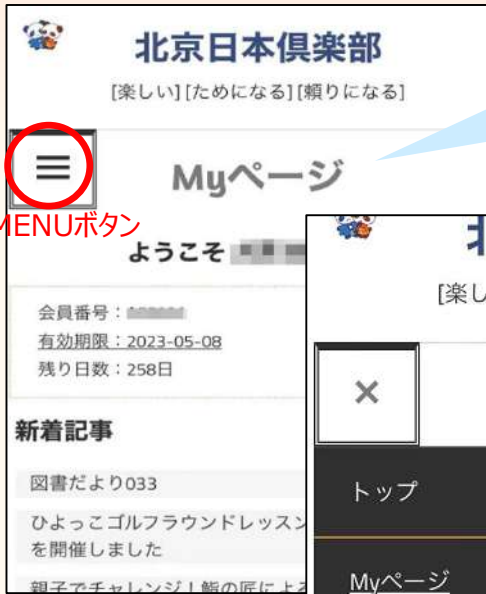 北京日本倶楽部
[楽しい][ためになる][頼りになる]
Myページ
MENUボタン
ようこそ
会員番号：
有効期限：2023-05-08
残り日数：258日
新着記事
図書だより033
ひよっこゴルフラウンドレッスン
を開催しました
親子でチャレンジ！鮨の匠による
[楽し
×
トップ
Myページ